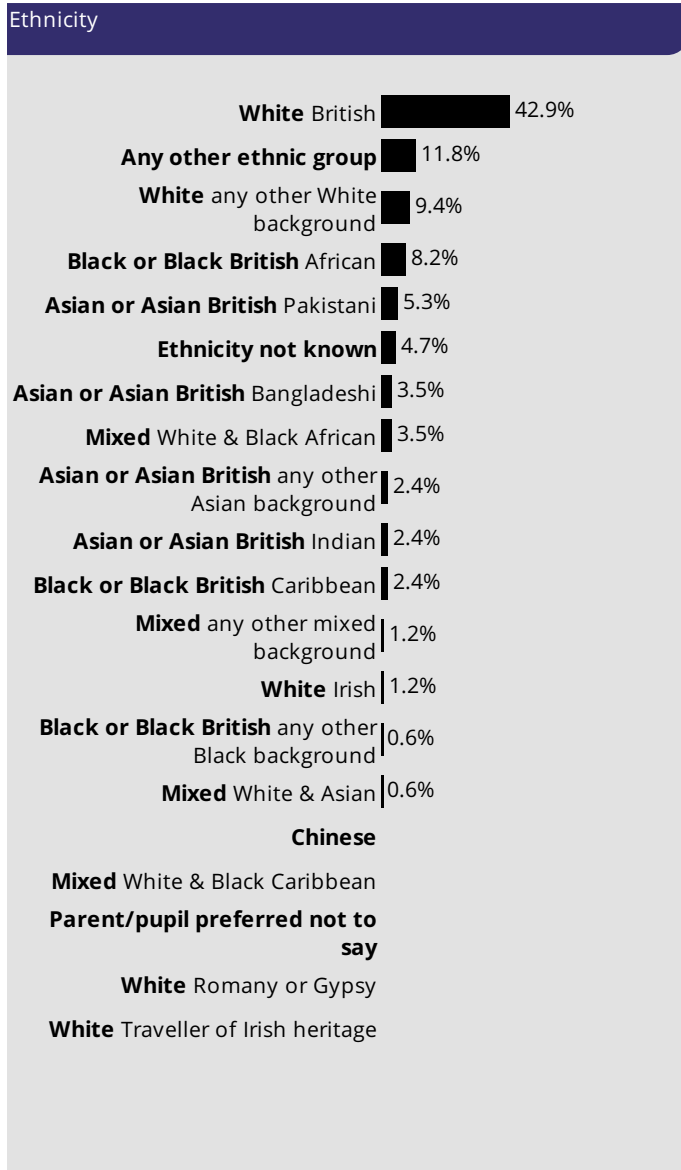 Ethnicity
White British 42.9%
Any other ethnic group 11.8%
White any other White
background 9.4%
Black or Black British African 8.2%
Asian or Asian British Pakistani 5.3%
Ethnicity not known 4.7%
Asian or Asian British Bangladeshi 3.5%
Mixed White & Black African 3.5%
Asian or Asian British any other
Asian background 2.4%
Asian or Asian British Indian 2.4%
Black or Black British Caribbean 2.4%
Mixed any other mixed
background 1.2%
White Irish 1.2%
Black or Black British any other
Black background 0.6%
Mixed White & Asian 0.6%
Chinese
Mixed White & Black Caribbean
Parent/pupil preferred not to
say
White Romany or Gypsy
White Traveller of Irish heritage